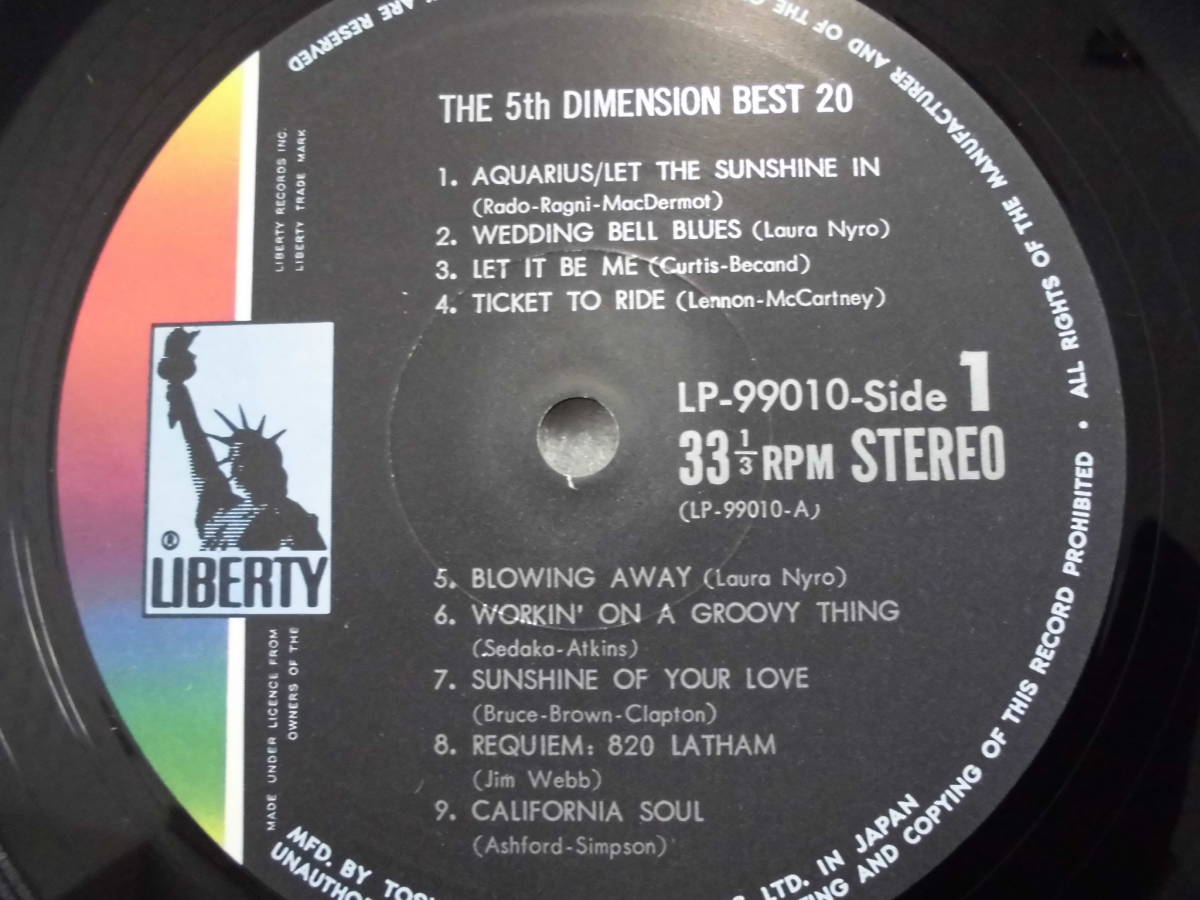 THE 5th DIMENSION BEST 20
1. AQUARIUS/LET THE SUNSHINE IN
(Rado-Ragni-MacDermot)
2. WEDDING BELL BLUES (Laura Nyro)
3. LET IT BE ME (Curtis-Becand)
4. TICKET TO RIDE (Lennon-McCartney)
LP-99010-Side 1
33 1/3 RPM STEREO
(LP-99010-A)
5. BLOWING AWAY (Laura Nyro)
6. WORKIN' ON A GROOVY THING
(Sedaka-Atkins)
7. SUNSHINE OF YOUR LOVE
(Bruce-Brown-Clapton)
8. REQUIEM: 820 LATHAM
(Jim Webb)
9. CALIFORNIA SOUL
(Ashford-Simpson)
®
LIBERTY
LIBERTY RECORDS INC.
LIBERTY TRADE MARK
MADE UNDER LICENCE FROM
OWNERS OF THE
MFD. BY LTD. IN JAPAN
ALL RIGHTS OF THE MANUFACTURER AND OF THE ARE RESERVED
• AND COPYING OF THIS RECORD PROHIBITED